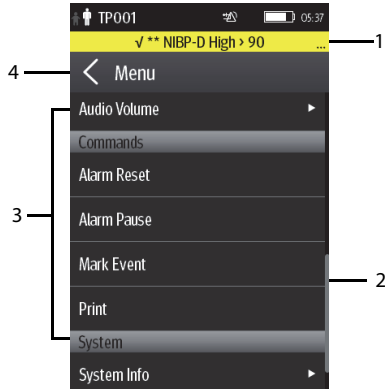 TP001 05:37
√ ** NIBP-D High > 90 ... 1
4 Menu
Audio Volume
Commands
Alarm Reset
3 Alarm Pause
Mark Event 2
Print
System
System Info